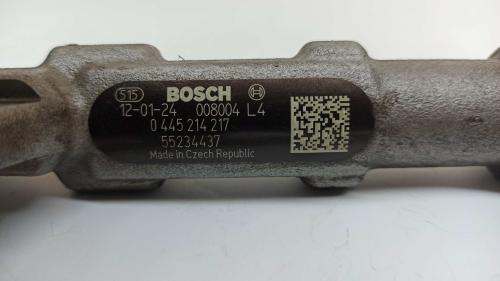 515 BOSCH
12-01-24 008004 L4
0 445 214 217
55234437
Made in Czech Republic